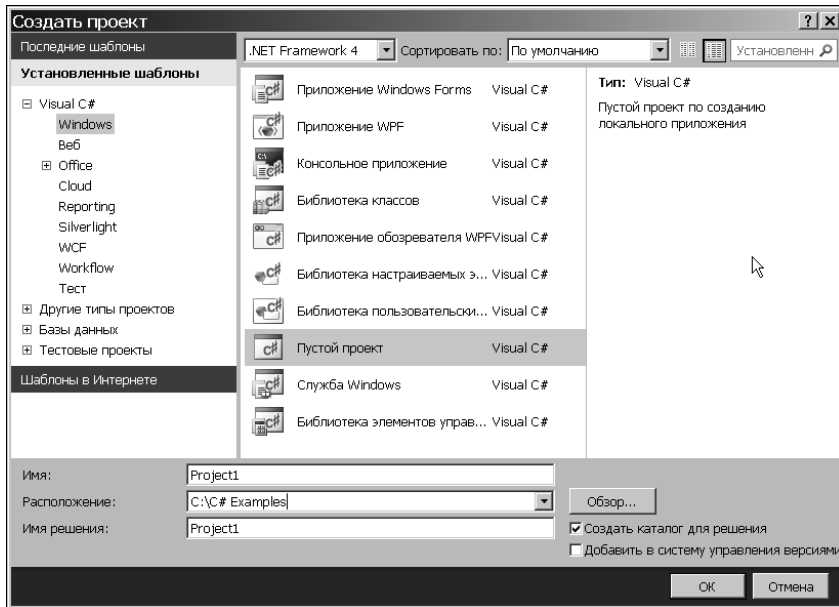 Создать проект
Последние шаблоны
.NET Framework 4 Сортировать по: По умолчанию Установленн
Установленные шаблоны
Visual C#
Windows
Веб
Office
Cloud
Reporting
Silverlight
WCF
Workflow
Тест
Другие типы проектов
Базы данных
Тестовые проекты
Шаблоны в Интернете
Приложение Windows Forms Visual C#
Приложение WPF Visual C#
Консольное приложение Visual C#
Библиотека классов Visual C#
Приложение обозревателя WPF Visual C#
Библиотека настраиваемых э... Visual C#
Библиотека пользовательски... Visual C#
Пустой проект Visual C#
Служба Windows Visual C#
Библиотека элементов управ... Visual C#
Тип: Visual C#
Пустой проект по созданию
локального приложения
Имя: Project1
Расположение: C:\C# Examples Обзор...
Имя решения: Project1
Создать каталог для решения
Добавить в систему управления версиями
ОК Отмена